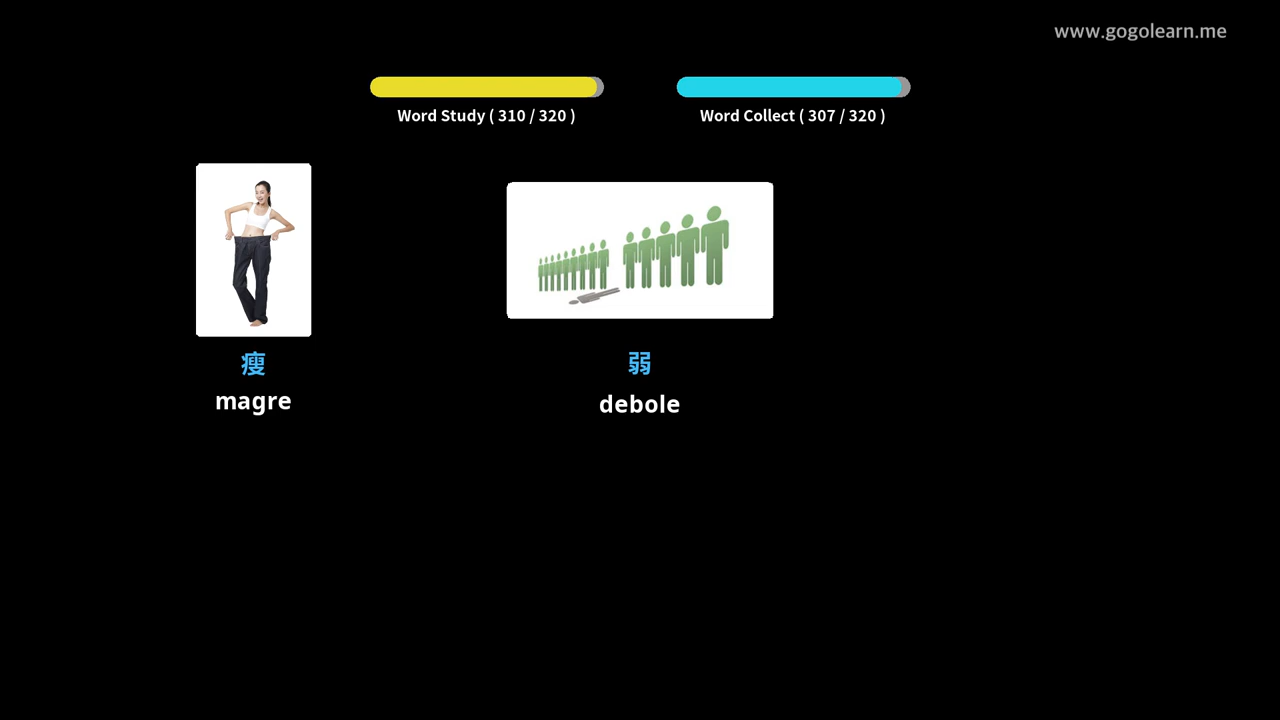 www.gogolearn.me
Word Study ( 310 / 320 )
Word Collect ( 307 / 320 )
瘦
magre
弱
debole